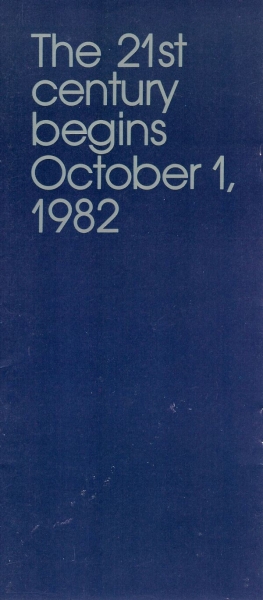 The 21st
century
begins
October 1,
1982